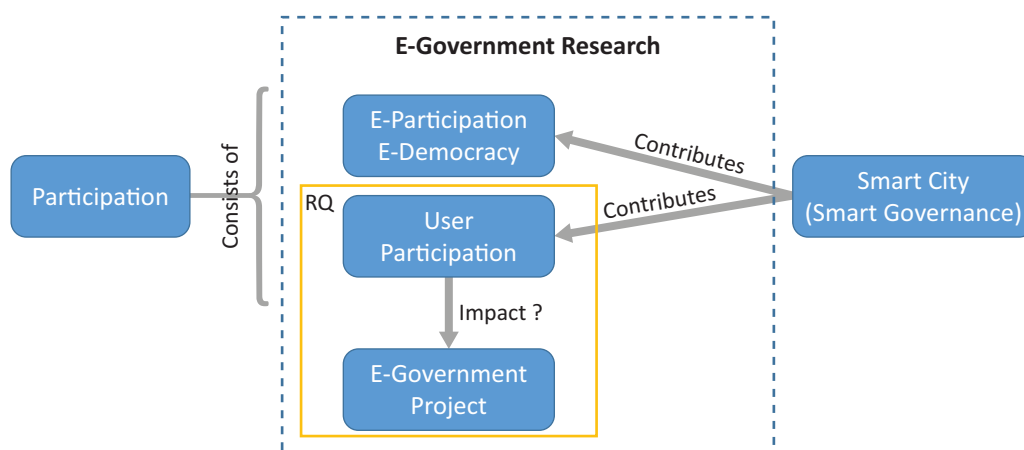 E-Government Research
E-Participation
E-Democracy
Contributes
Participation
Consists of
RQ
User
Participation
Contributes
Smart City
(Smart Governance)
Impact ?
E-Government
Project